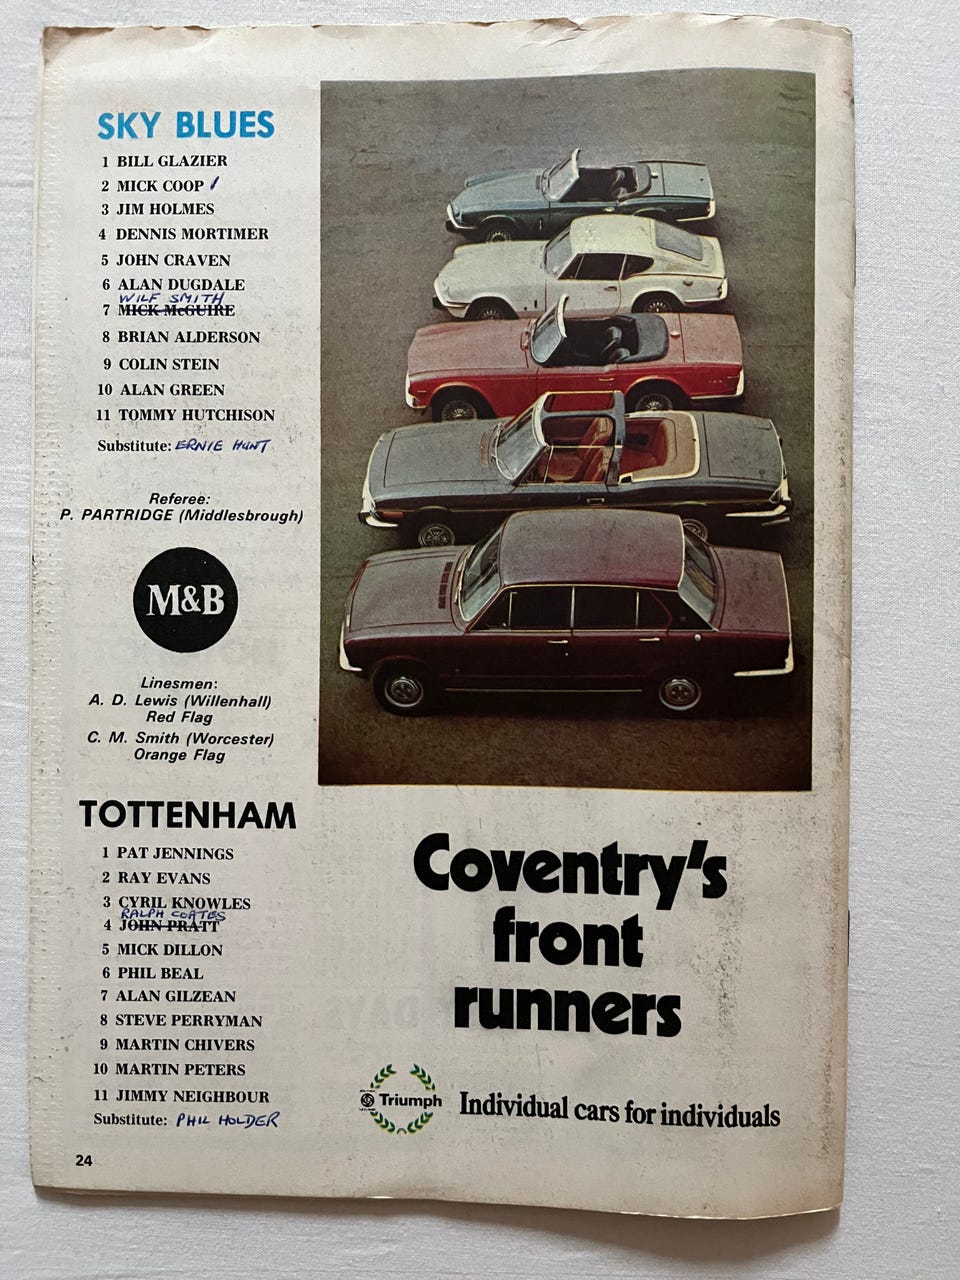 SKY BLUES
1 BILL GLAZIER
2 MICK COOP /
3 JIM HOLMES
4 DENNIS MORTIMER
5 JOHN CRAVEN
6 ALAN DUGDALE
WILF SMITH
7 MICK McGUIRE
8 BRIAN ALDERSON
9 COLIN STEIN
10 ALAN GREEN
11 TOMMY HUTCHISON
Substitute: ERNIE HUNT
Referee:
P. PARTRIDGE (Middlesbrough)
M&B
Linesmen:
A. D. Lewis (Willenhall)
Red Flag
C. M. Smith (Worcester)
Orange Flag
TOTTENHAM
1 PAT JENNINGS
2 RAY EVANS
3 CYRIL KNOWLES
RALPH COATES
4 JOHN PRATT
5 MICK DILLON
6 PHIL BEAL
7 ALAN GILZEAN
8 STEVE PERRYMAN
9 MARTIN CHIVERS
10 MARTIN PETERS
11 JIMMY NEIGHBOUR
Substitute: PHIL HOLDER
24
Coventry's
front
runners
Triumph
Individual cars for individuals